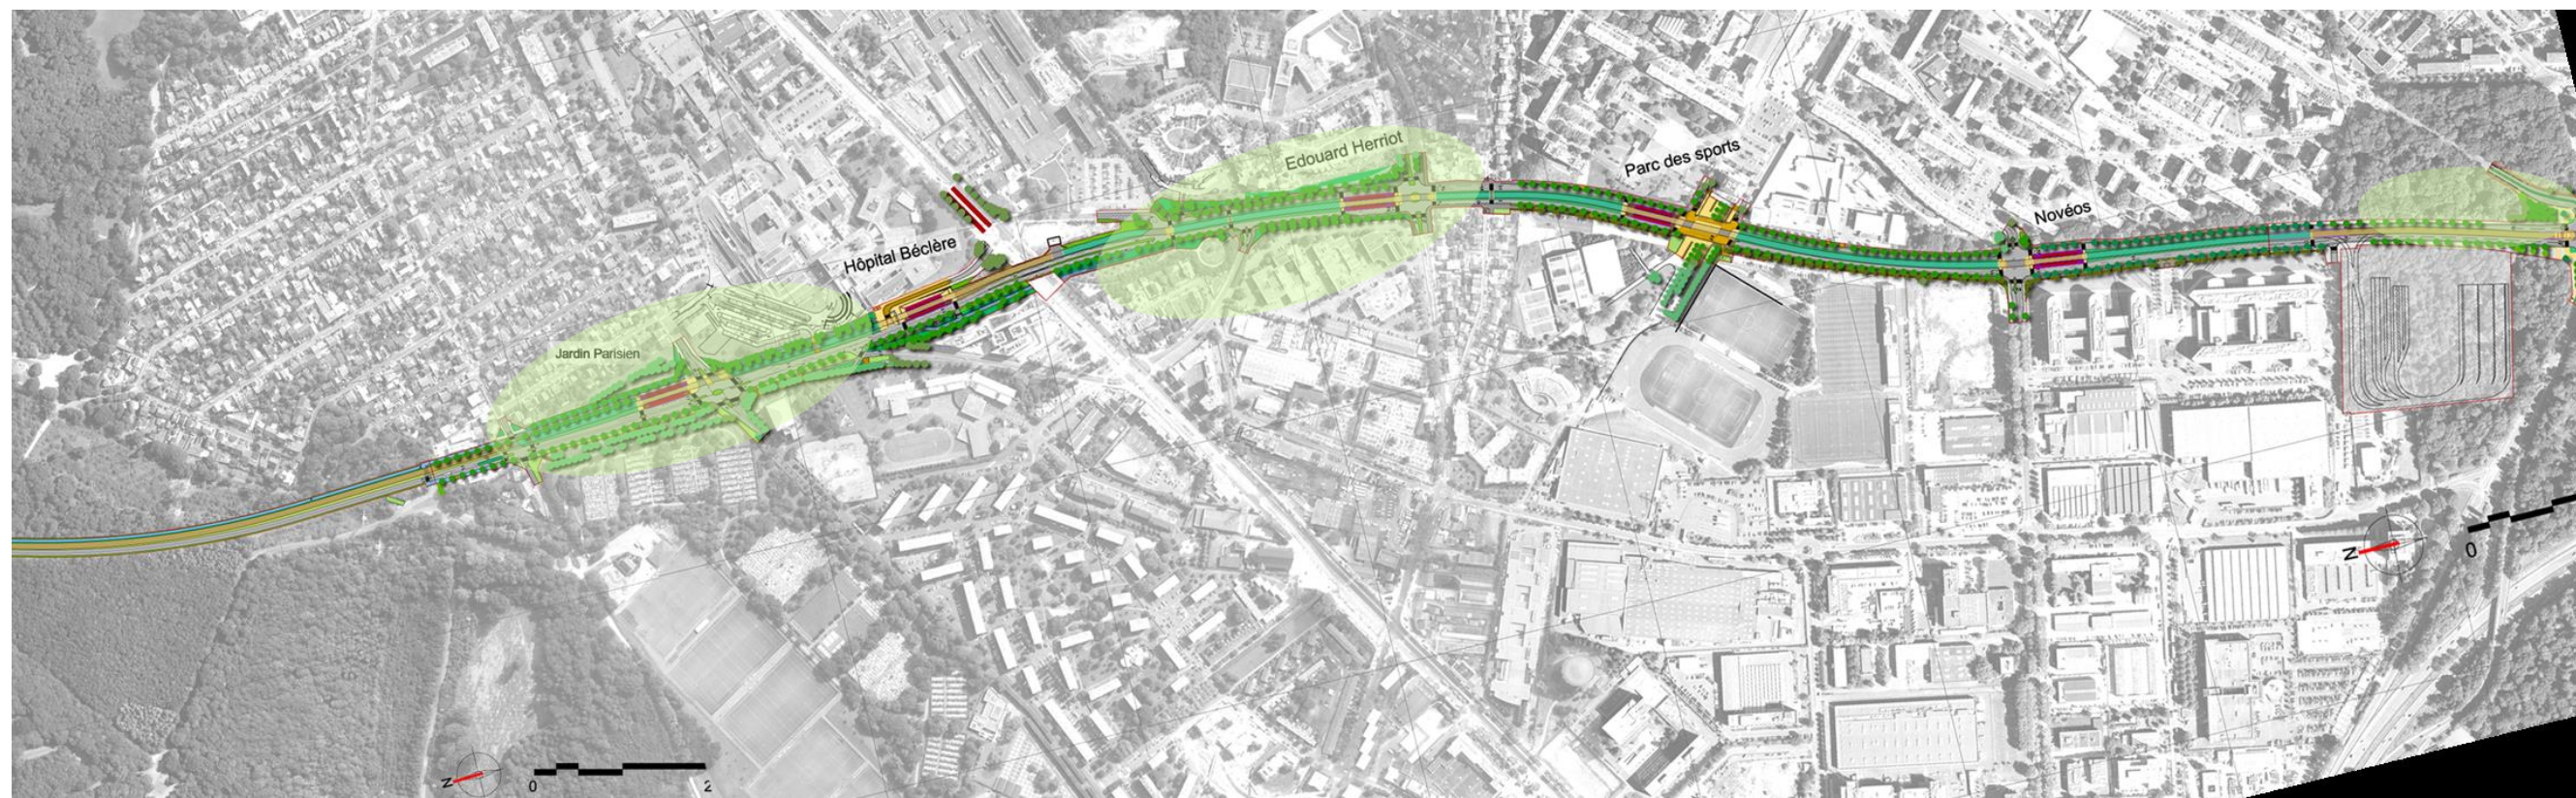 Edouard Herriot
Parc des sports
Novéos
Hôpital Béclère
Jardin Parisien
N
0
N
0
2